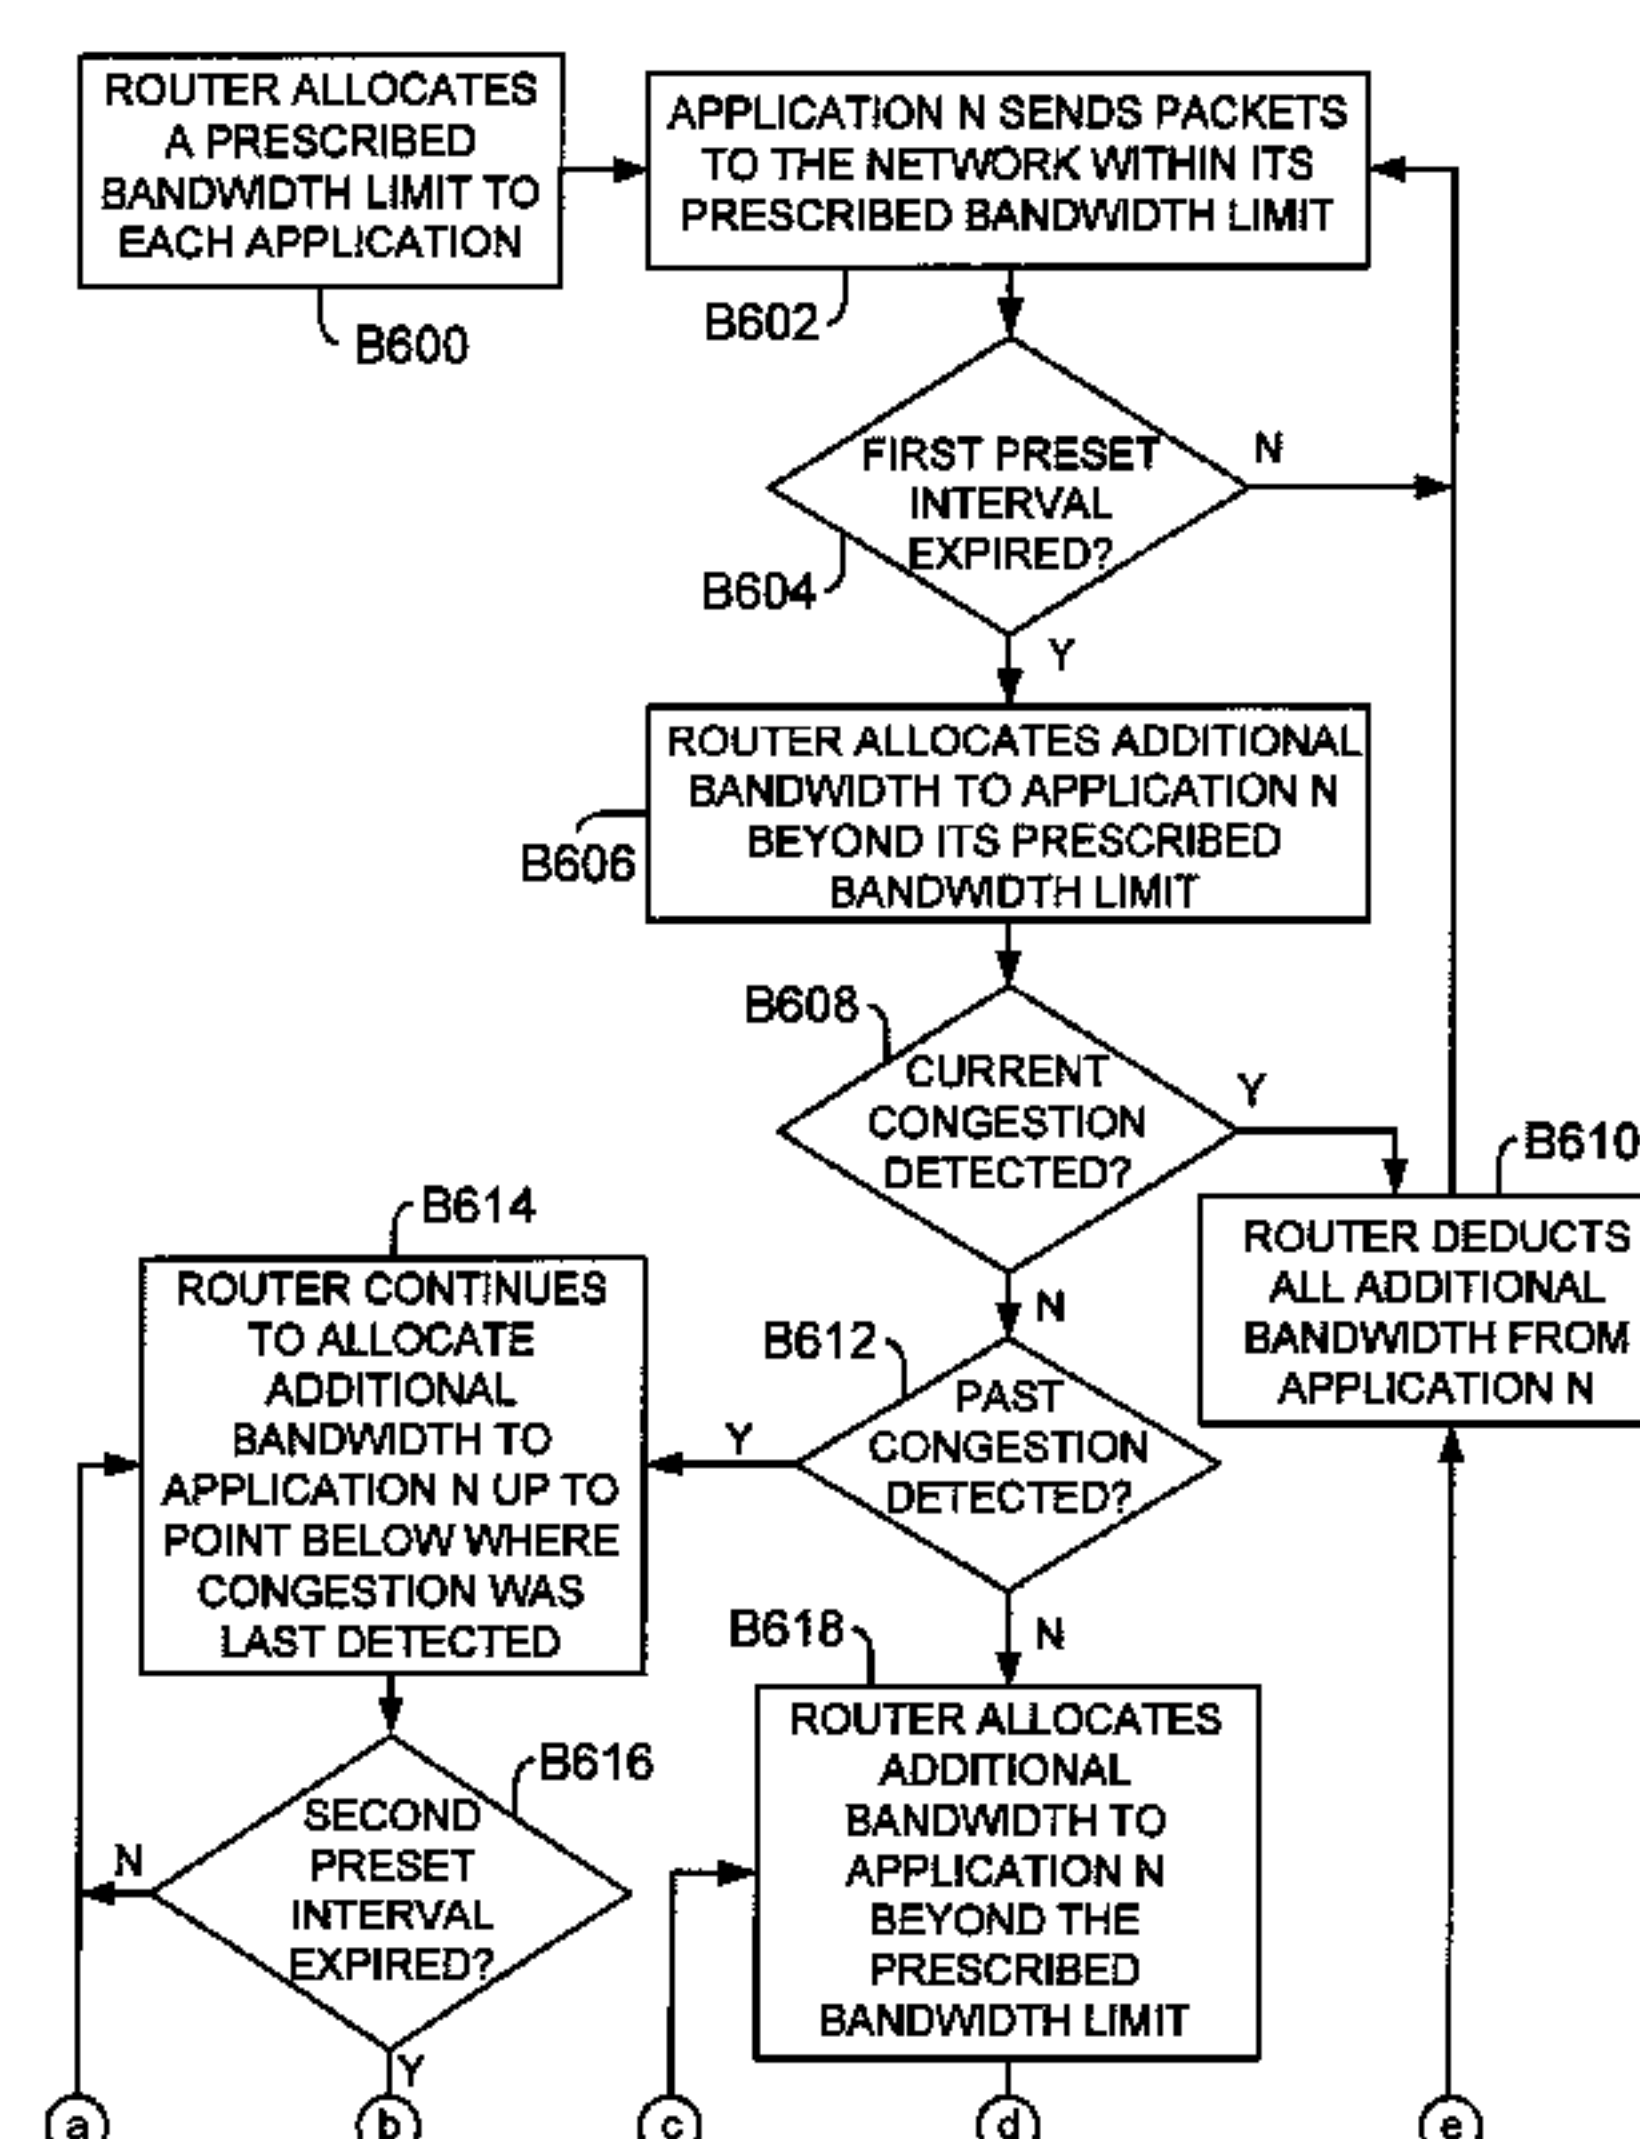 ROUTER ALLOCATES
A PRESCRIBED
BANDWIDTH LIMIT TO
EACH APPLICATION
B600
APPLICATION N SENDS PACKETS
TO THE NETWORK WITHIN ITS
PRESCRIBED BANDWIDTH LIMIT
B602
FIRST PRESET
INTERVAL
EXPIRED?
N
B604
Y
ROUTER ALLOCATES ADDITIONAL
BANDWIDTH TO APPLICATION N
BEYOND ITS PRESCRIBED
BANDWIDTH LIMIT
B606
B608
CURRENT
CONGESTION
DETECTED?
Y
B610
ROUTER DEDUCTS
ALL ADDITIONAL
BANDWIDTH FROM
APPLICATION N
N
B612
PAST
CONGESTION
DETECTED?
Y
B614
ROUTER CONTINUES
TO ALLOCATE
ADDITIONAL
BANDWIDTH TO
APPLICATION N UP TO
POINT BELOW WHERE
CONGESTION WAS
LAST DETECTED
N
B618
ROUTER ALLOCATES
ADDITIONAL
BANDWIDTH TO
APPLICATION N
BEYOND THE
PRESCRIBED
BANDWIDTH LIMIT
B616
SECOND
PRESET
INTERVAL
EXPIRED?
N
Y
a
b
c
d
e